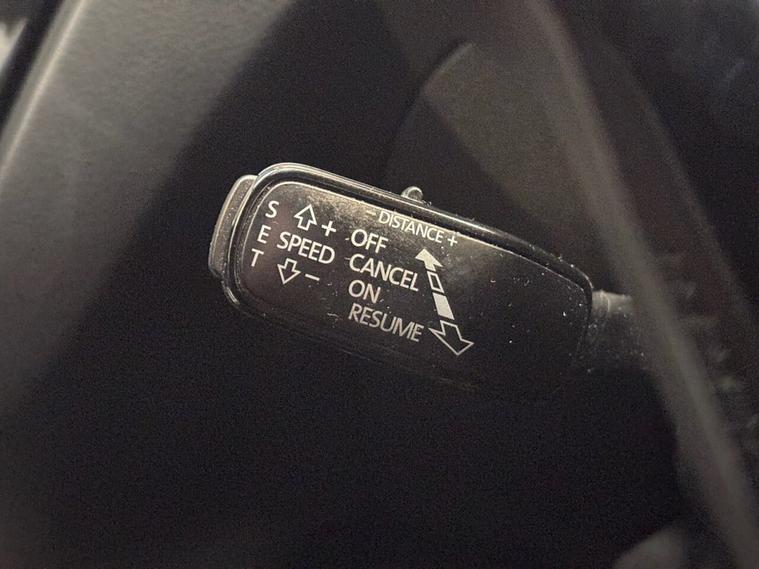 - DISTANCE +
S E T
+
SPEED
-
OFF
CANCEL
ON
RESUME